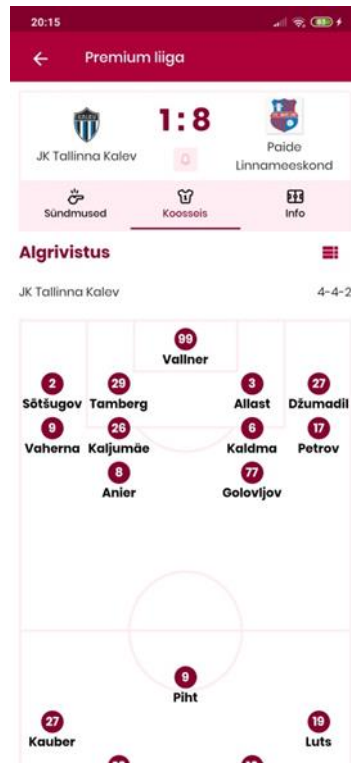 20:15
Premium liiga
1:8
JK Tallinna Kalev
Paide
Linnameeskond
Sündmused
Koosseis
Info
Algrivistus
JK Tallinna Kalev
4-4-2
99
Vallner
2 29 3 27
Sõtšugov Tamberg Allast Džumadil
9 26 6 17
Vaherna Kaljumäe Kaldma Petrov
8 77
Anier Golovljov
9
Piht
27 19
Kauber Luts